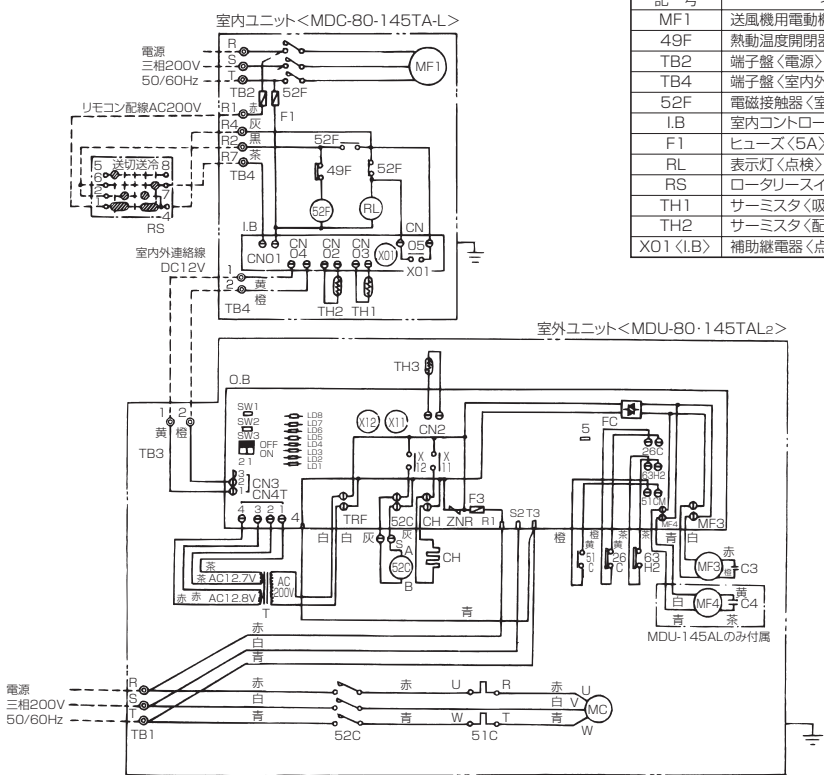 室内ユニット<MDC-80-145TA-L>
電源
三相200V
50/60Hz
R
S
T
TB2
52F
MF1
リモコン配線AC200V
R1
赤
F1
R4
灰
R2
黒
R7
茶
TB4
52F
49F
52F
52F
RL
5
送切送冷
8
6
2
7
1
4
RS
I.B
CN01
CN
04
CN
02
CN
03
X01
CN
05
X01
TH2
TH1
室内外連絡線
DC12V
1
2
黄
橙
TB4
記 号
MF1
送風機用電動機
49F
熱動温度開閉器
TB2
端子盤〈電源〉
TB4
端子盤〈室内外
52F
電磁接触器〈室
I.B
室内コントロー
F1
ヒューズ〈5A〉
RL
表示灯〈点検〉
RS
ロータリースイ
TH1
サーミスタ〈吸
TH2
サーミスタ〈配
X01〈I.B〉
補助継電器〈点
室外ユニット<MDU-80・145TAL2>
TH3
O.B
CN2
SW1
SW2
SW3
OFF
ON
2 1
LD8
LD7
LD6
LD5
LD4
LD3
LD2
LD1
X12
X11
X
12
X
11
FC
5
26C
63H2
51CM
MF4
MF3
1
2
黄
橙
TB3
3
2
1
CN3
CN4T
4 3 2 1
4
TRF
52C
CH
ZNR
F3
R1
S2
T3
白
白
灰
灰
S
A
52C
B
CH
橙
橙
黄
51
C
黄
26
C
茶
茶
63
H2
青
白
赤
MF3
橙
C3
白
MF4
黄
C4
青
茶
MDU-145ALのみ付属
茶
茶
AC12.7V
赤
赤
AC12.8V
T
AC
200V
青
赤
白
青
電源
三相200V
50/60Hz
R
S
T
TB1
赤
白
青
52C
赤
青
U
R
W
T
51C
赤
白
青
U
V
W
MC